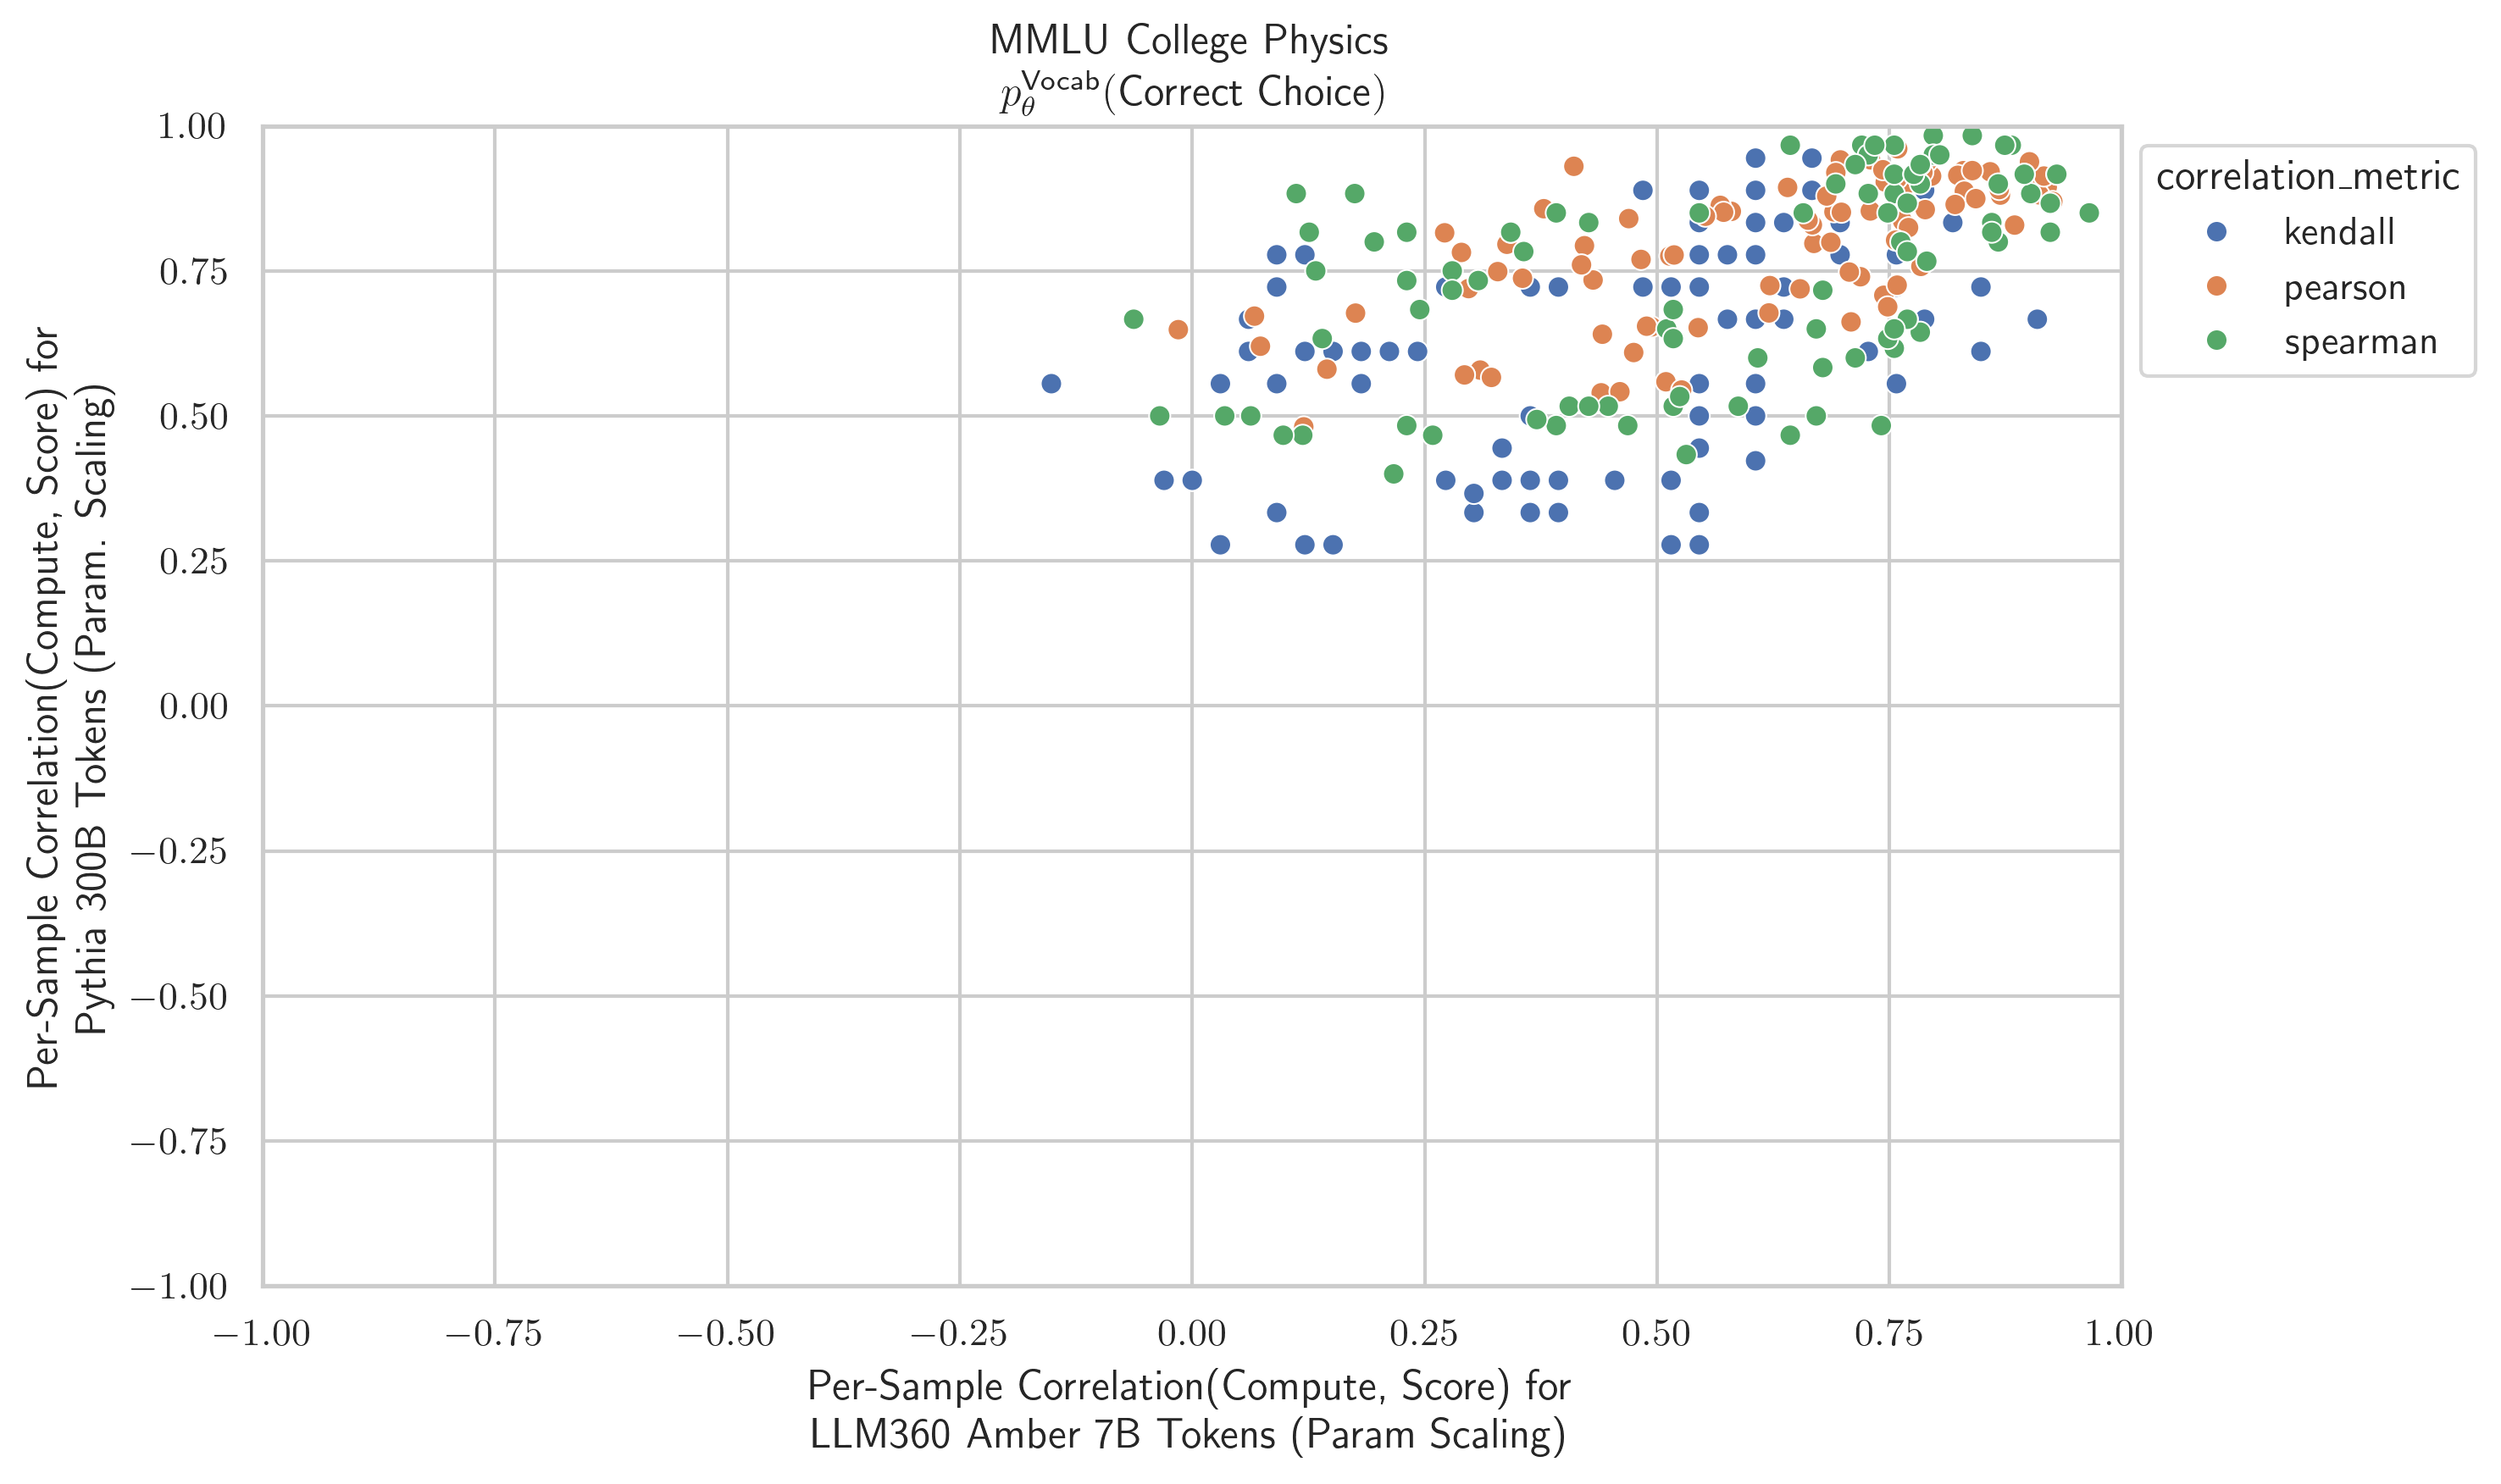 MMLU College Physics
p_θ^Vocab(Correct Choice)
1.00
0.75
0.50
0.25
0.00
−0.25
−0.50
−0.75
−1.00
Per-Sample Correlation(Compute, Score) for
Pythia 300B Tokens (Param. Scaling)
correlation_metric
kendall
pearson
spearman
−1.00 −0.75 −0.50 −0.25 0.00 0.25 0.50 0.75 1.00
Per-Sample Correlation(Compute, Score) for
LLM360 Amber 7B Tokens (Param Scaling)